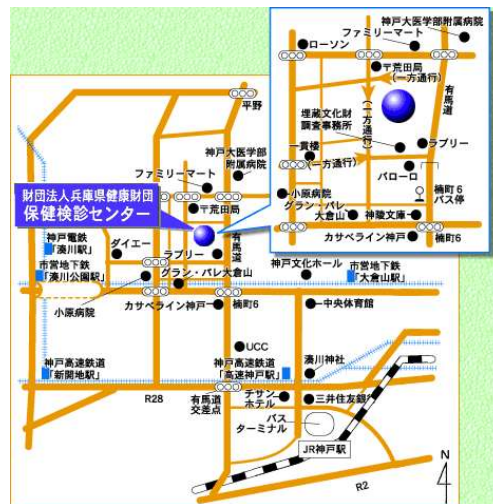 神戸大医学部附属病院
ファミリーマート
ローソン
〒荒田局
(一方通行)
有馬道
(一方通行)
埋蔵文化財
調査事務所
一貫楼
(一方通行)
ラブリー
パローロ
小原病院
グラン・パレ
大倉山
楠町6
バス停
神陵文庫
カサベライン神戸
楠町6
平野
神戸大医学部
附属病院
ファミリーマート
〒荒田局
財団法人兵庫県健康財団
保健検診センター
有馬道
神戸電鉄
「湊川駅」
ダイエー
ラブリー
グラン・パレ大倉山
神戸文化ホール
市営地下鉄
「湊川公園駅」
市営地下鉄
「大倉山駅」
小原病院
カサベライン神戸
楠町6
中央体育館
UCC
神戸高速鉄道
「新開地駅」
神戸高速鉄道
「高速神戸駅」
湊川神社
R28
有馬道
交差点
チサン
ホテル
三井住友銀行
バス
ターミナル
JR神戸駅
R2
N